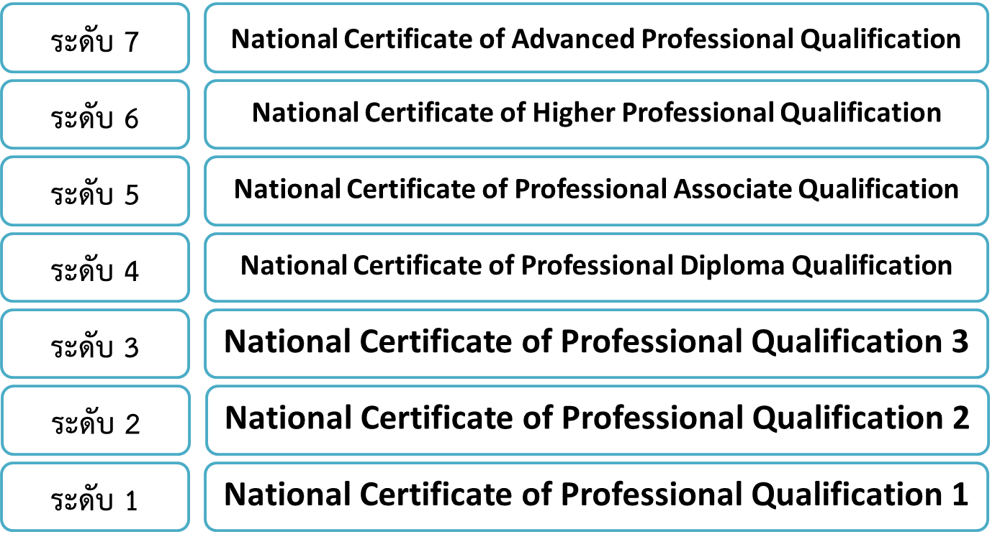 ระดับ 7 National Certificate of Advanced Professional Qualification
ระดับ 6 National Certificate of Higher Professional Qualification
ระดับ 5 National Certificate of Professional Associate Qualification
ระดับ 4 National Certificate of Professional Diploma Qualification
ระดับ 3 National Certificate of Professional Qualification 3
ระดับ 2 National Certificate of Professional Qualification 2
ระดับ 1 National Certificate of Professional Qualification 1